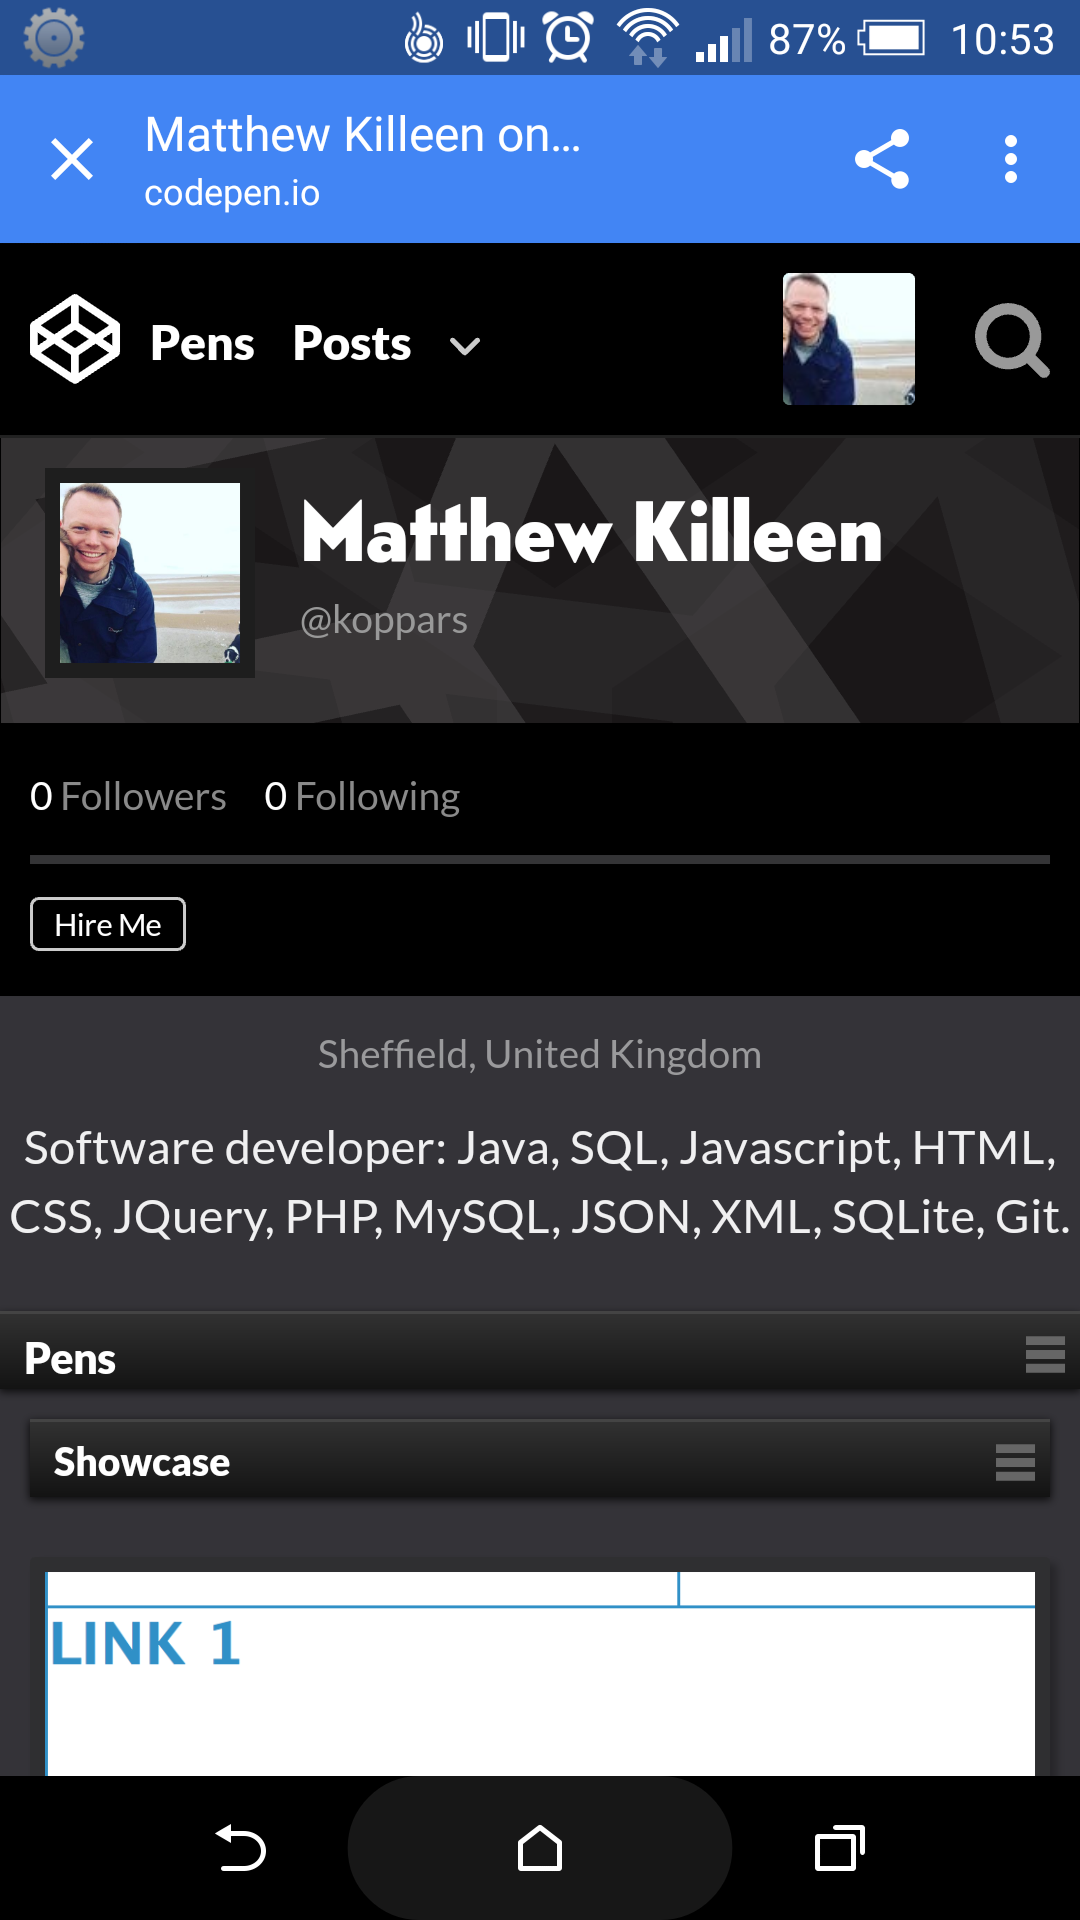 87% 10:53
Matthew Killeen on...
codepen.io
Pens Posts
Matthew Killeen
@koppars
0 Followers 0 Following
Hire Me
Sheffield, United Kingdom
Software developer: Java, SQL, Javascript, HTML,
CSS, JQuery, PHP, MySQL, JSON, XML, SQLite, Git.
Pens
Showcase
LINK 1